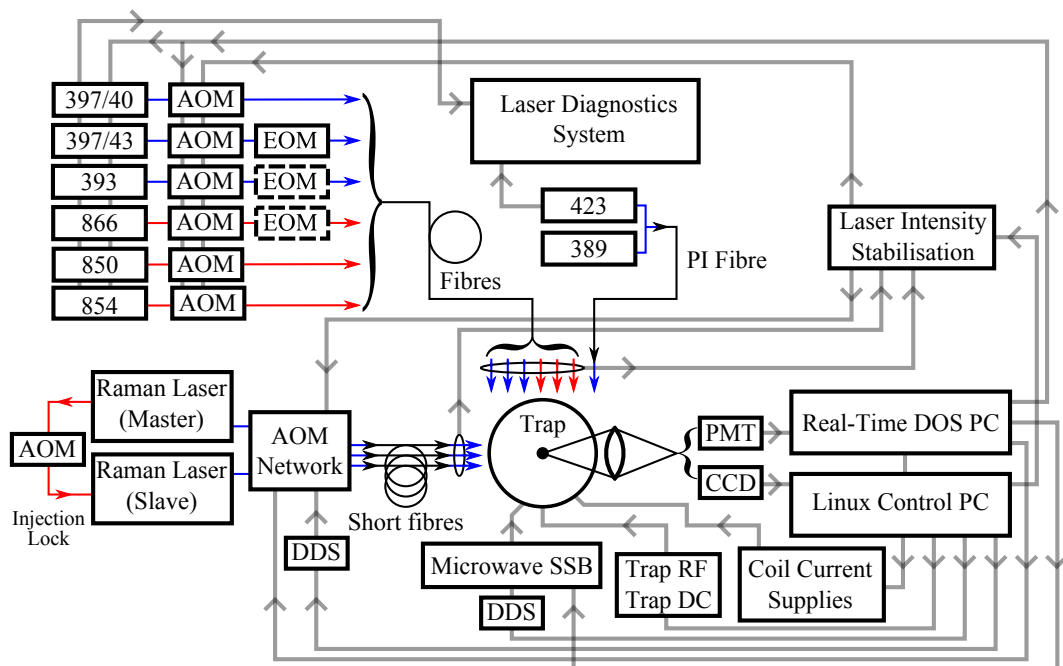 397/40
AOM
397/43
AOM
EOM
393
AOM
EOM
866
AOM
EOM
850
AOM
854
AOM
Fibres
Laser Diagnostics
System
423
389
PI Fibre
Laser Intensity
Stabilisation
Raman Laser
(Master)
AOM
Raman Laser
(Slave)
Injection
Lock
AOM
Network
Short fibres
DDS
Trap
PMT
CCD
Real-Time DOS PC
Linux Control PC
Microwave SSB
DDS
Trap RF
Trap DC
Coil Current
Supplies